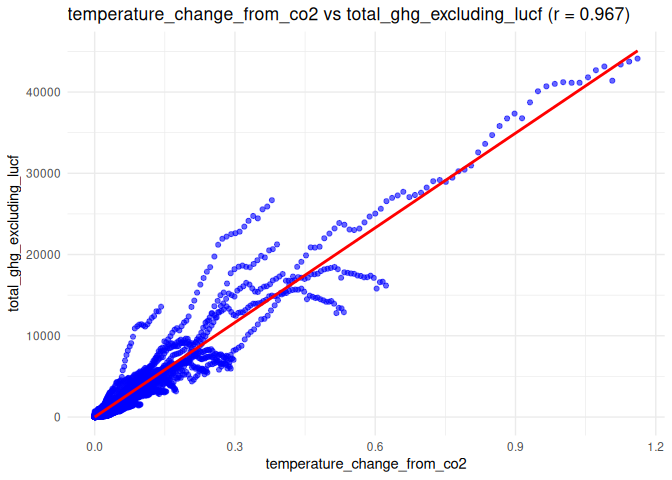 temperature_change_from_co2 vs total_ghg_excluding_lucf (r = 0.967)
total_ghg_excluding_lucf
40000
30000
20000
10000
0
0.0 0.3 0.6 0.9 1.2
temperature_change_from_co2